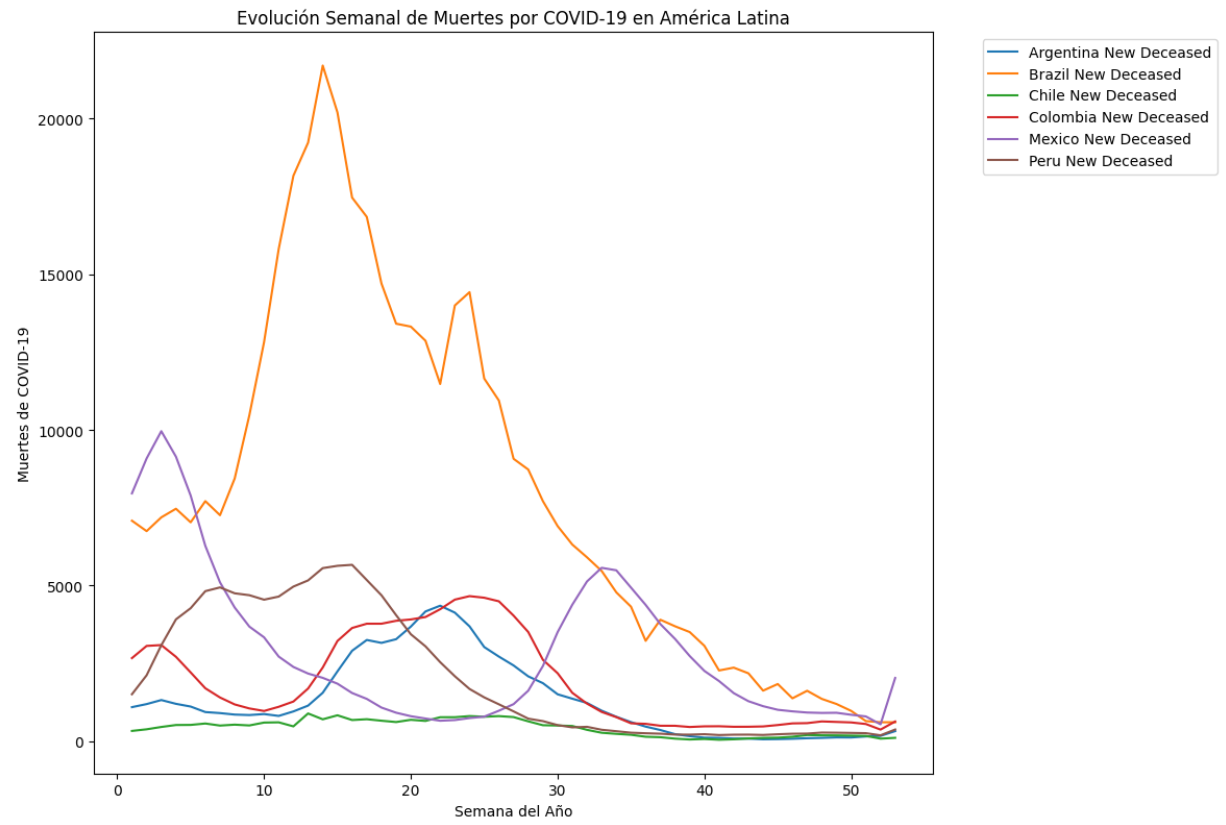 Evolución Semanal de Muertes por COVID-19 en América Latina
Argentina New Deceased
Brazil New Deceased
Chile New Deceased
Colombia New Deceased
Mexico New Deceased
Peru New Deceased
Muertes de COVID-19
20000
15000
10000
5000
0
0 10 20 30 40 50
Semana del Año